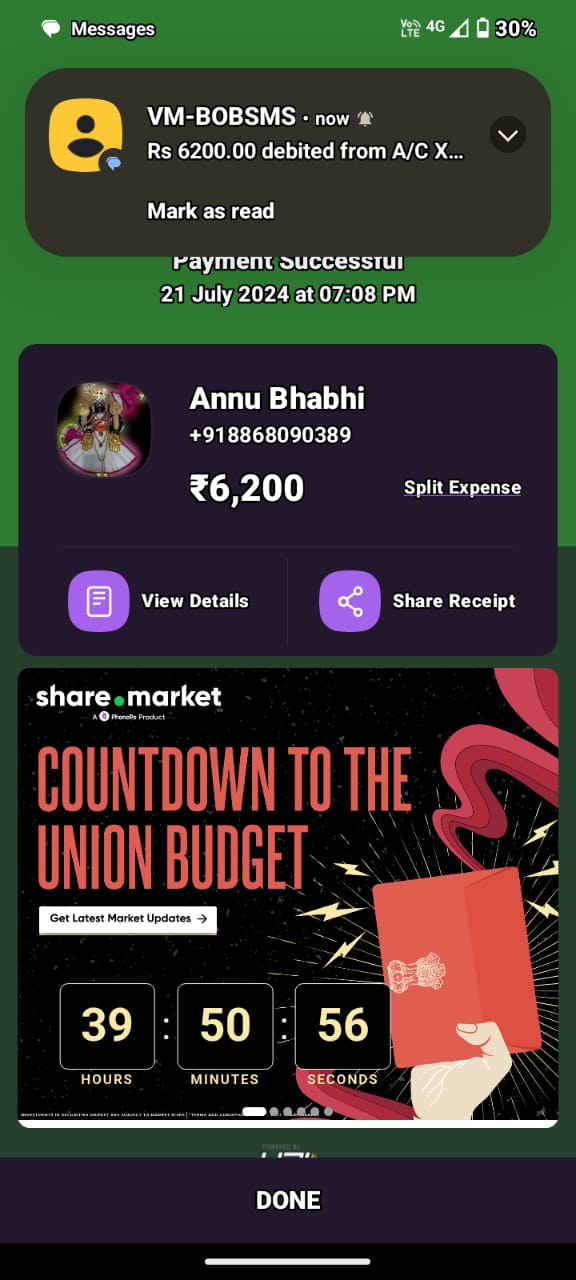 Messages
Vo LTE 4G 30%
VM-BOBSMS • now
Rs 6200.00 debited from A/C X...
Mark as read
Payment Successful
21 July 2024 at 07:08 PM
Annu Bhabhi
+918868090389
₹6,200
Split Expense
View Details
Share Receipt
share.market
A PhonePe Product
COUNTDOWN TO THE
UNION BUDGET
Get Latest Market Updates →
39 : 50 : 56
HOURS MINUTES SECONDS
POWERED BY
DONE